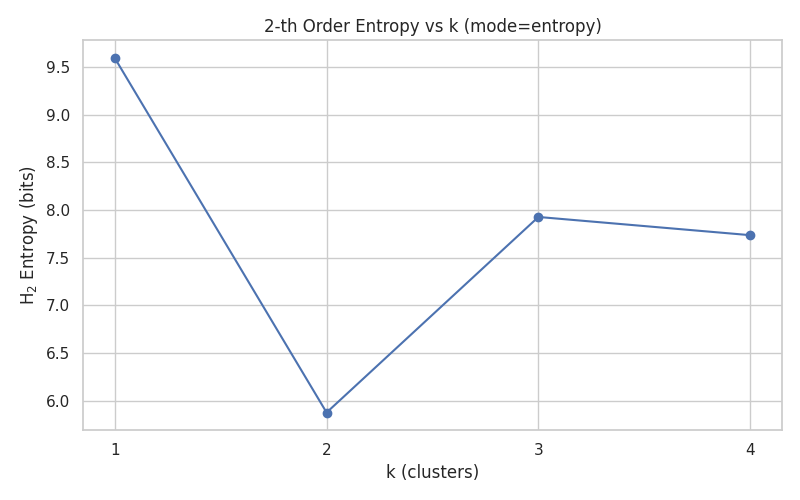 2-th Order Entropy vs k (mode=entropy)
H₂ Entropy (bits)
9.5
9.0
8.5
8.0
7.5
7.0
6.5
6.0
1 2 3 4
k (clusters)